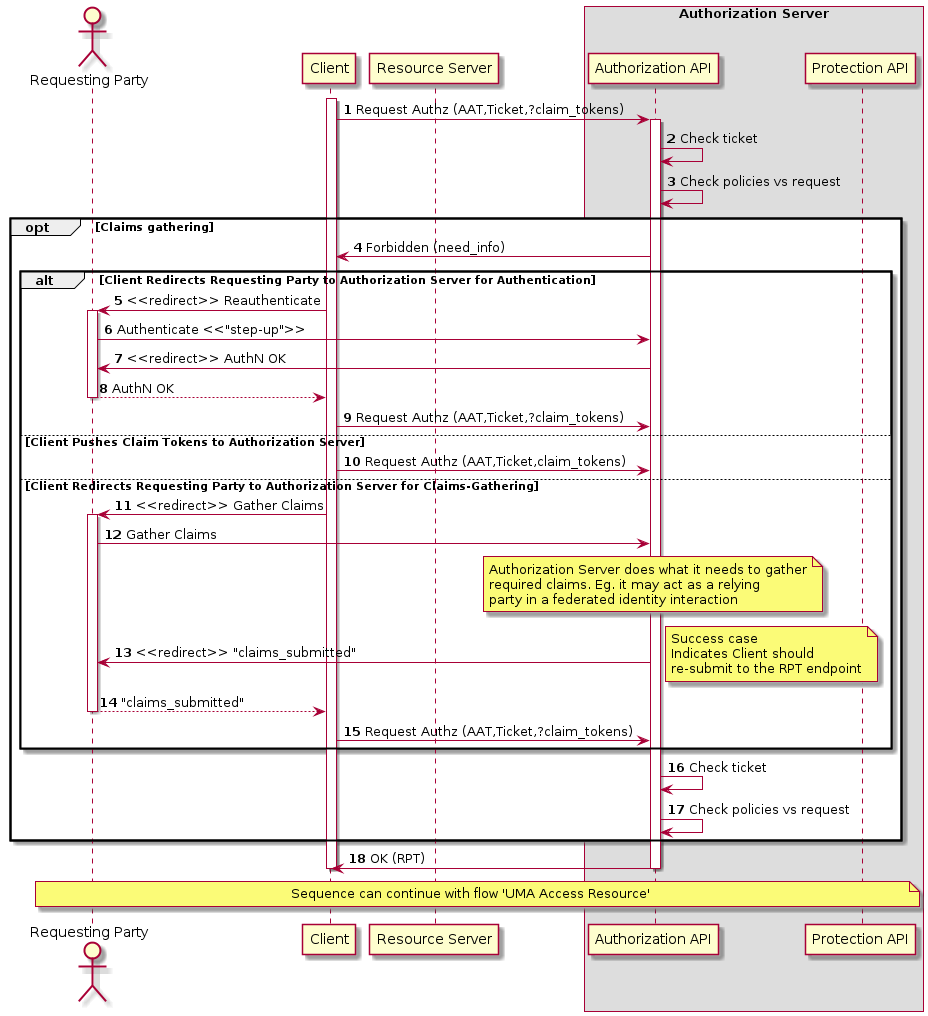 Authorization Server
Requesting Party
Client
Resource Server
Authorization API
Protection API
1 Request Authz (AAT,Ticket,?claim_tokens)
2 Check ticket
3 Check policies vs request
opt
[Claims gathering]
4 Forbidden (need_info)
alt
[Client Redirects Requesting Party to Authorization Server for Authentication]
5 <<redirect>> Reauthenticate
6 Authenticate <<"step-up">>
7 <<redirect>> AuthN OK
8 AuthN OK
9 Request Authz (AAT,Ticket,?claim_tokens)
[Client Pushes Claim Tokens to Authorization Server]
10 Request Authz (AAT,Ticket,claim_tokens)
[Client Redirects Requesting Party to Authorization Server for Claims-Gathering]
11 <<redirect>> Gather Claims
12 Gather Claims
Authorization Server does what it needs to gather
required claims. Eg. it may act as a relying
party in a federated identity interaction
Success case
Indicates Client should
re-submit to the RPT endpoint
13 <<redirect>> "claims_submitted"
14 "claims_submitted"
15 Request Authz (AAT,Ticket,?claim_tokens)
16 Check ticket
17 Check policies vs request
18 OK (RPT)
Sequence can continue with flow 'UMA Access Resource'
Requesting Party
Client
Resource Server
Authorization API
Protection API